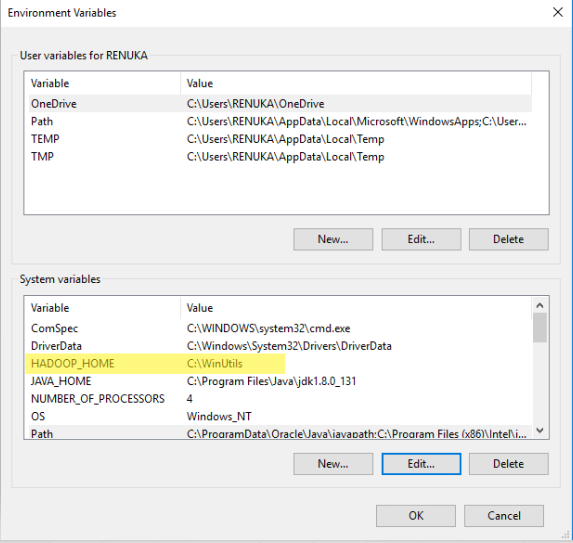 Environment Variables
User variables for RENUKA
Variable Value
OneDrive C:\Users\RENUKA\OneDrive
Path C:\Users\RENUKA\AppData\Local\Microsoft\WindowsApps;C:\User...
TEMP C:\Users\RENUKA\AppData\Local\Temp
TMP C:\Users\RENUKA\AppData\Local\Temp
New... Edit... Delete
System variables
Variable Value
ComSpec C:\WINDOWS\system32\cmd.exe
DriverData C:\Windows\System32\Drivers\DriverData
HADOOP_HOME C:\WinUtils
JAVA_HOME C:\Program Files\Java\jdk1.8.0_131
NUMBER_OF_PROCESSORS 4
OS Windows_NT
Path C:\ProgramData\Oracle\Java\javapath;C:\Program Files (x86)\Intel\i...
New... Edit... Delete
OK Cancel